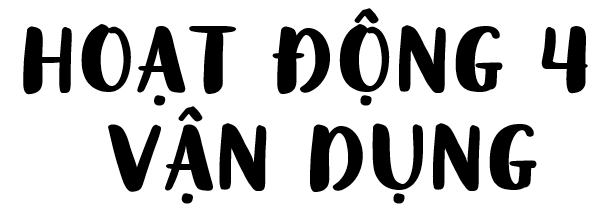 HOẠT ĐỘNG 4
VẬN DỤNG